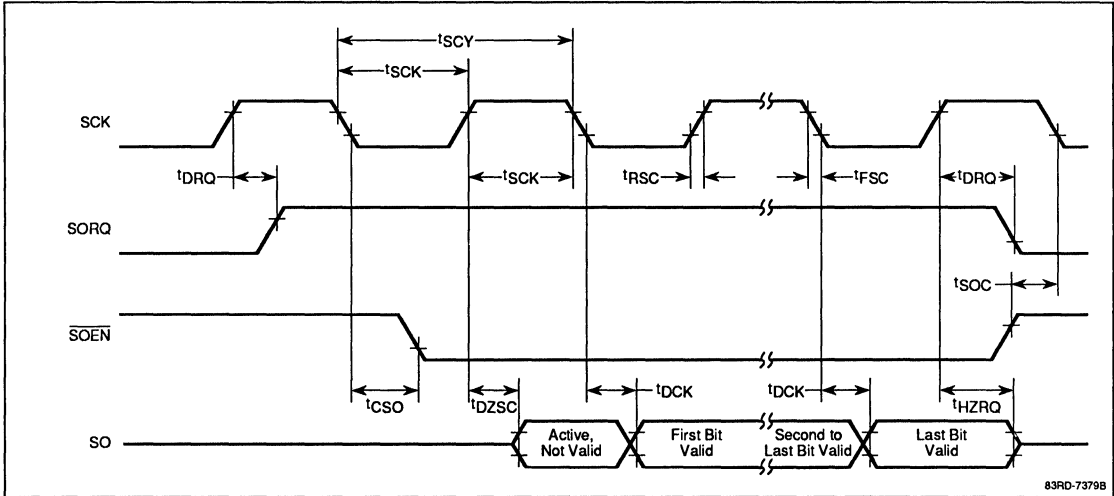 tSCY
tSCK
SCK
tDRQ
tSCK
tRSC
tFSC
tDRQ
SORQ
tSOC
SOEN
tCSO
tDZSC
tDCK
tDCK
tHZRQ
SO
Active,
Not Valid
First Bit
Valid
Second to
Last Bit Valid
Last Bit
Valid
83RD-7379B